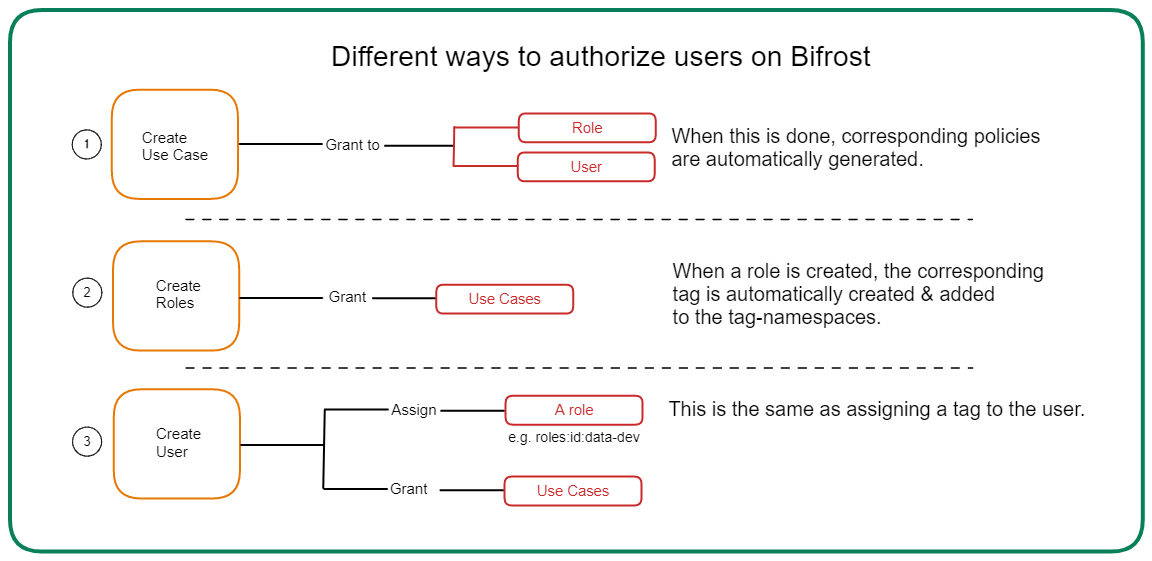 Different ways to authorize users on Bifrost
1
Create
Use Case
Grant to
Role
User
When this is done, corresponding policies
are automatically generated.
2
Create
Roles
Grant
Use Cases
When a role is created, the corresponding
tag is automatically created & added
to the tag-namespaces.
3
Create
User
Assign
A role
e.g. roles:id:data-dev
This is the same as assigning a tag to the user.
Grant
Use Cases